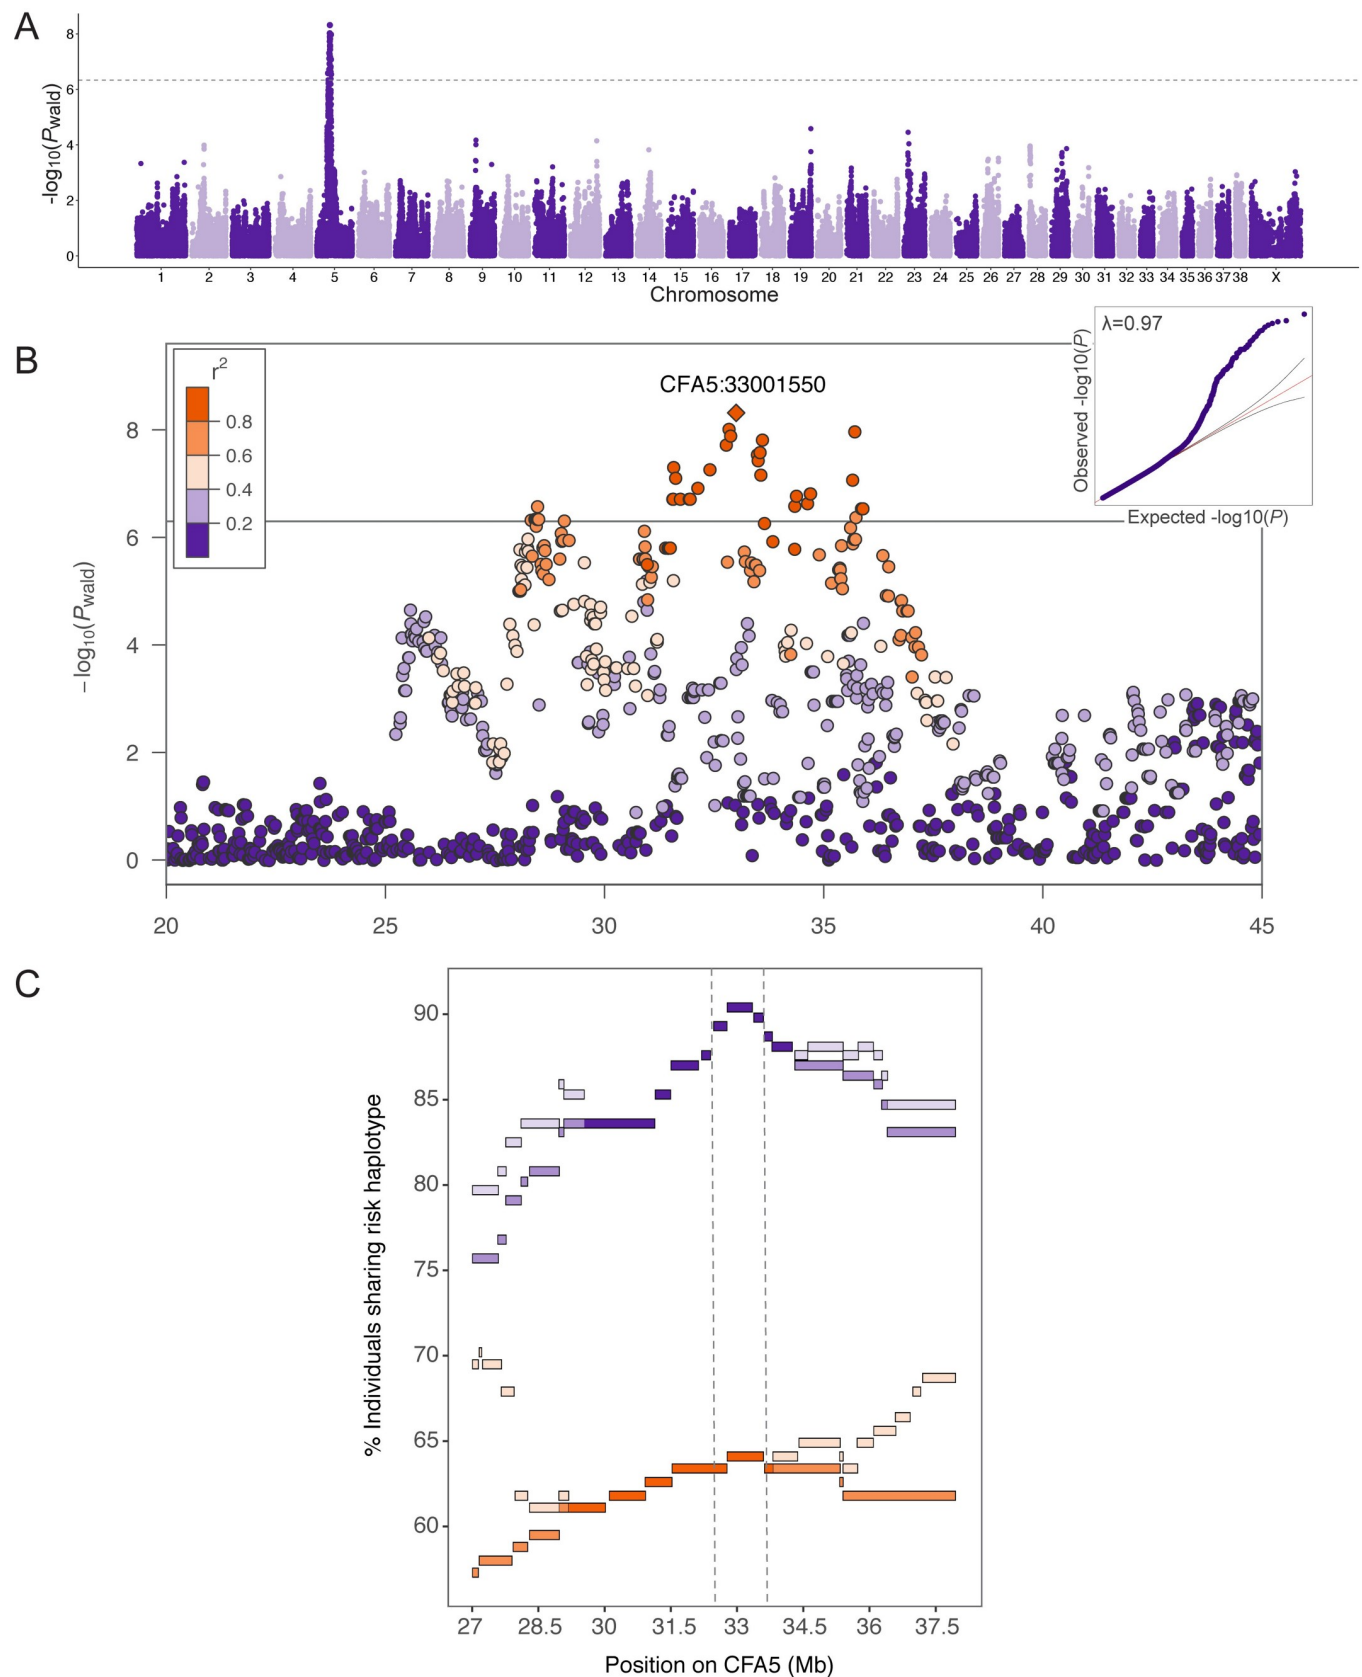 A
-log10(Pwald)
8
6
4
2
0
1 2 3 4 5 6 7 8 9 10 11 12 13 14 15 16 17 18 19 20 21 22 23 24 25 26 27 28 29 30 31 32 33 34 35 36 37 38 X
Chromosome
B
r2
0.8
0.6
0.4
0.2
CFA5:33001550
λ=0.97
Observed -log10(P)
Expected -log10(P)
−log10(Pwald)
8
6
4
2
0
20 25 30 35 40 45
C
% Individuals sharing risk haplotype
90
85
80
75
70
65
60
27 28.5 30 31.5 33 34.5 36 37.5
Position on CFA5 (Mb)